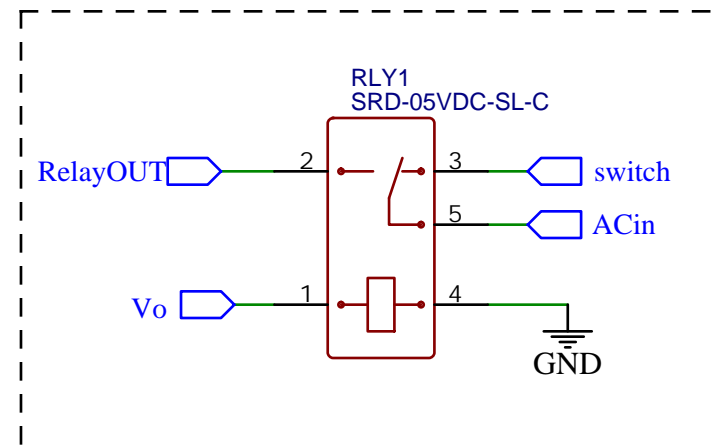 RLY1
SRD-05VDC-SL-C
RelayOUT 2 3 switch
5 ACin
Vo 1 4
GND